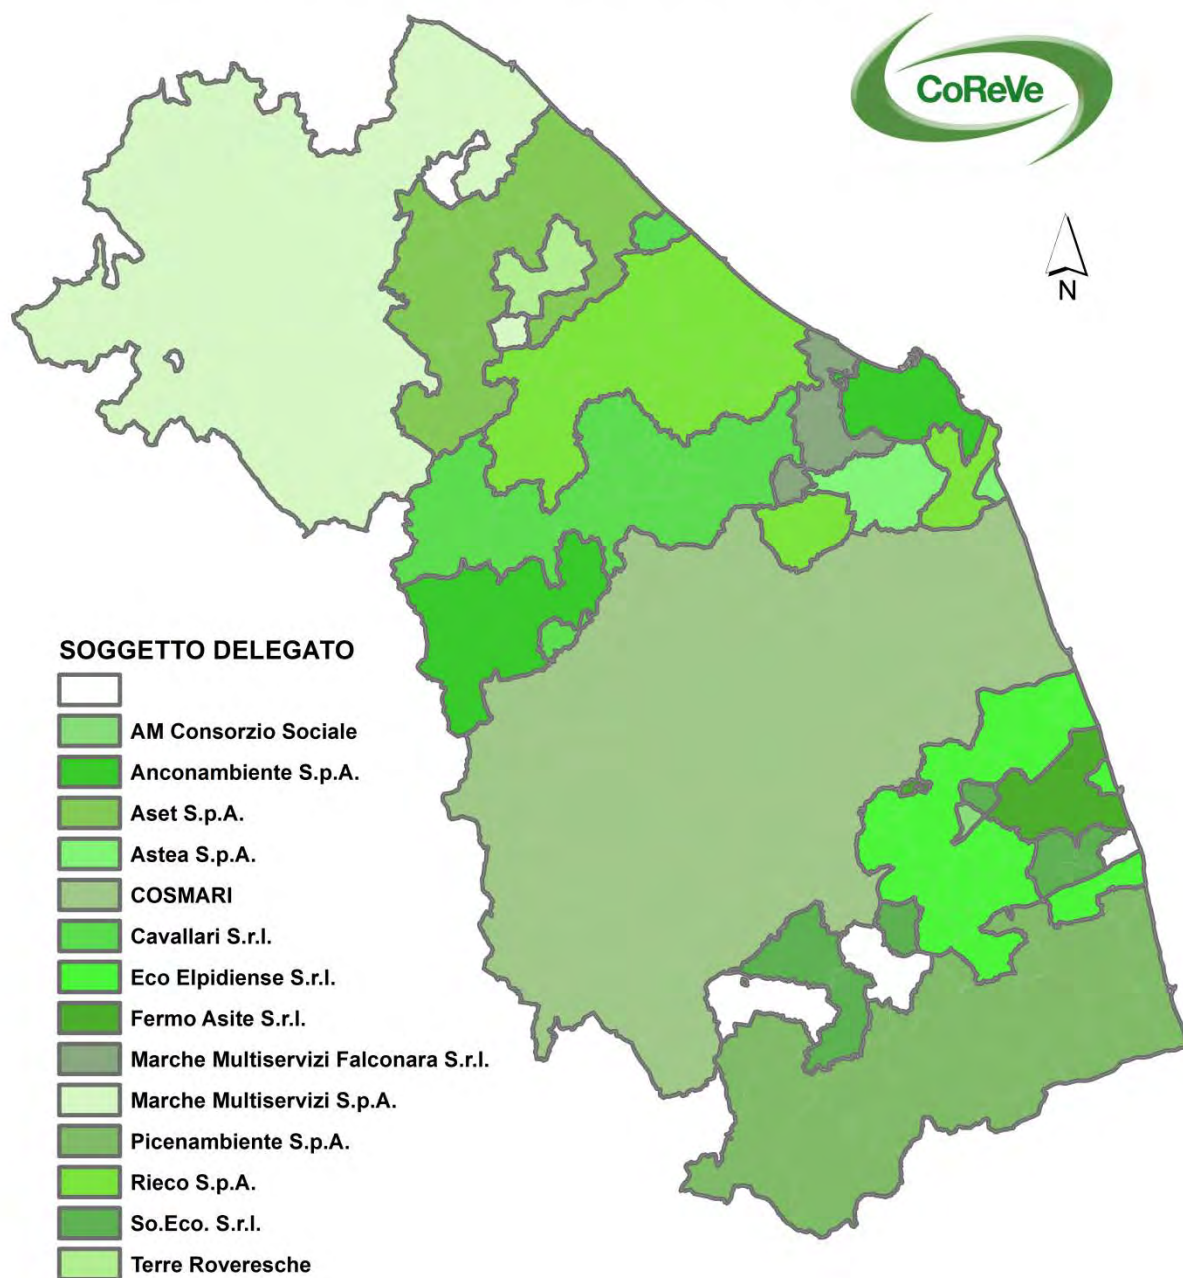 CoReVe
N
SOGGETTO DELEGATO
AM Consorzio Sociale
Anconambiente S.p.A.
Aset S.p.A.
Astea S.p.A.
COSMARI
Cavallari S.r.l.
Eco Elpidiense S.r.l.
Fermo Asite S.r.l.
Marche Multiservizi Falconara S.r.l.
Marche Multiservizi S.p.A.
Picenambiente S.p.A.
Rieco S.p.A.
So.Eco. S.r.l.
Terre Roveresche